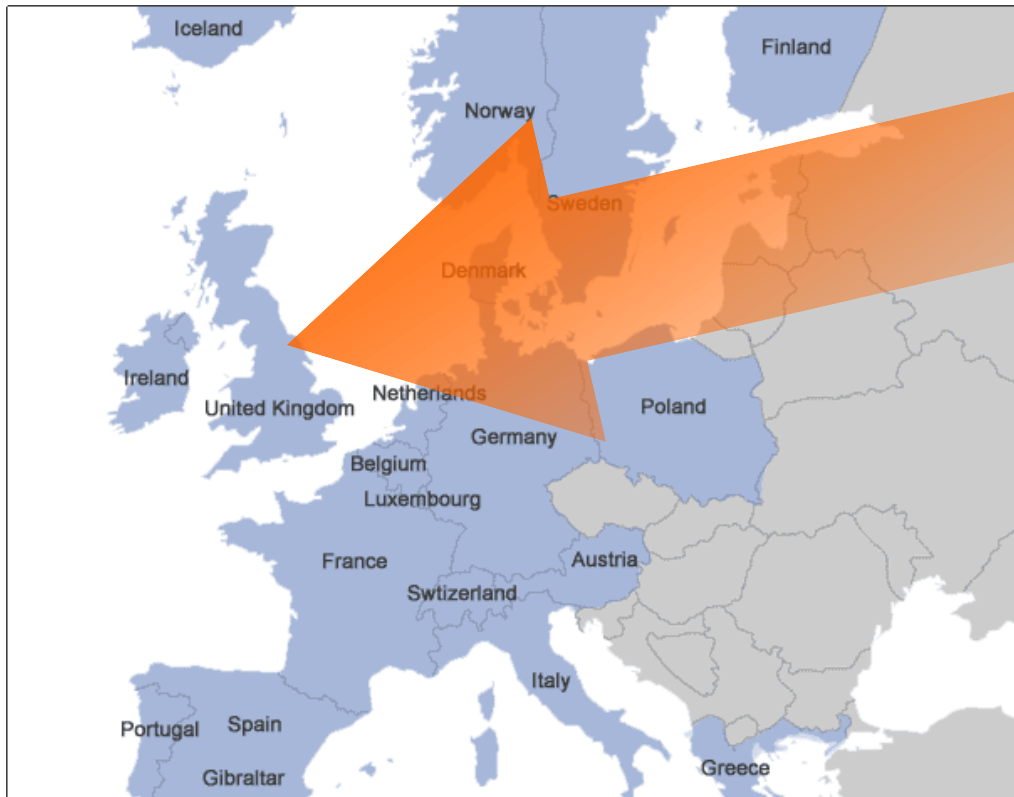 Iceland
Finland
Norway
Sweden
Denmark
Ireland
Netherlands
United Kingdom
Poland
Germany
Belgium
Luxembourg
France
Austria
Swtizerland
Italy
Portugal
Spain
Greece
Gibraltar